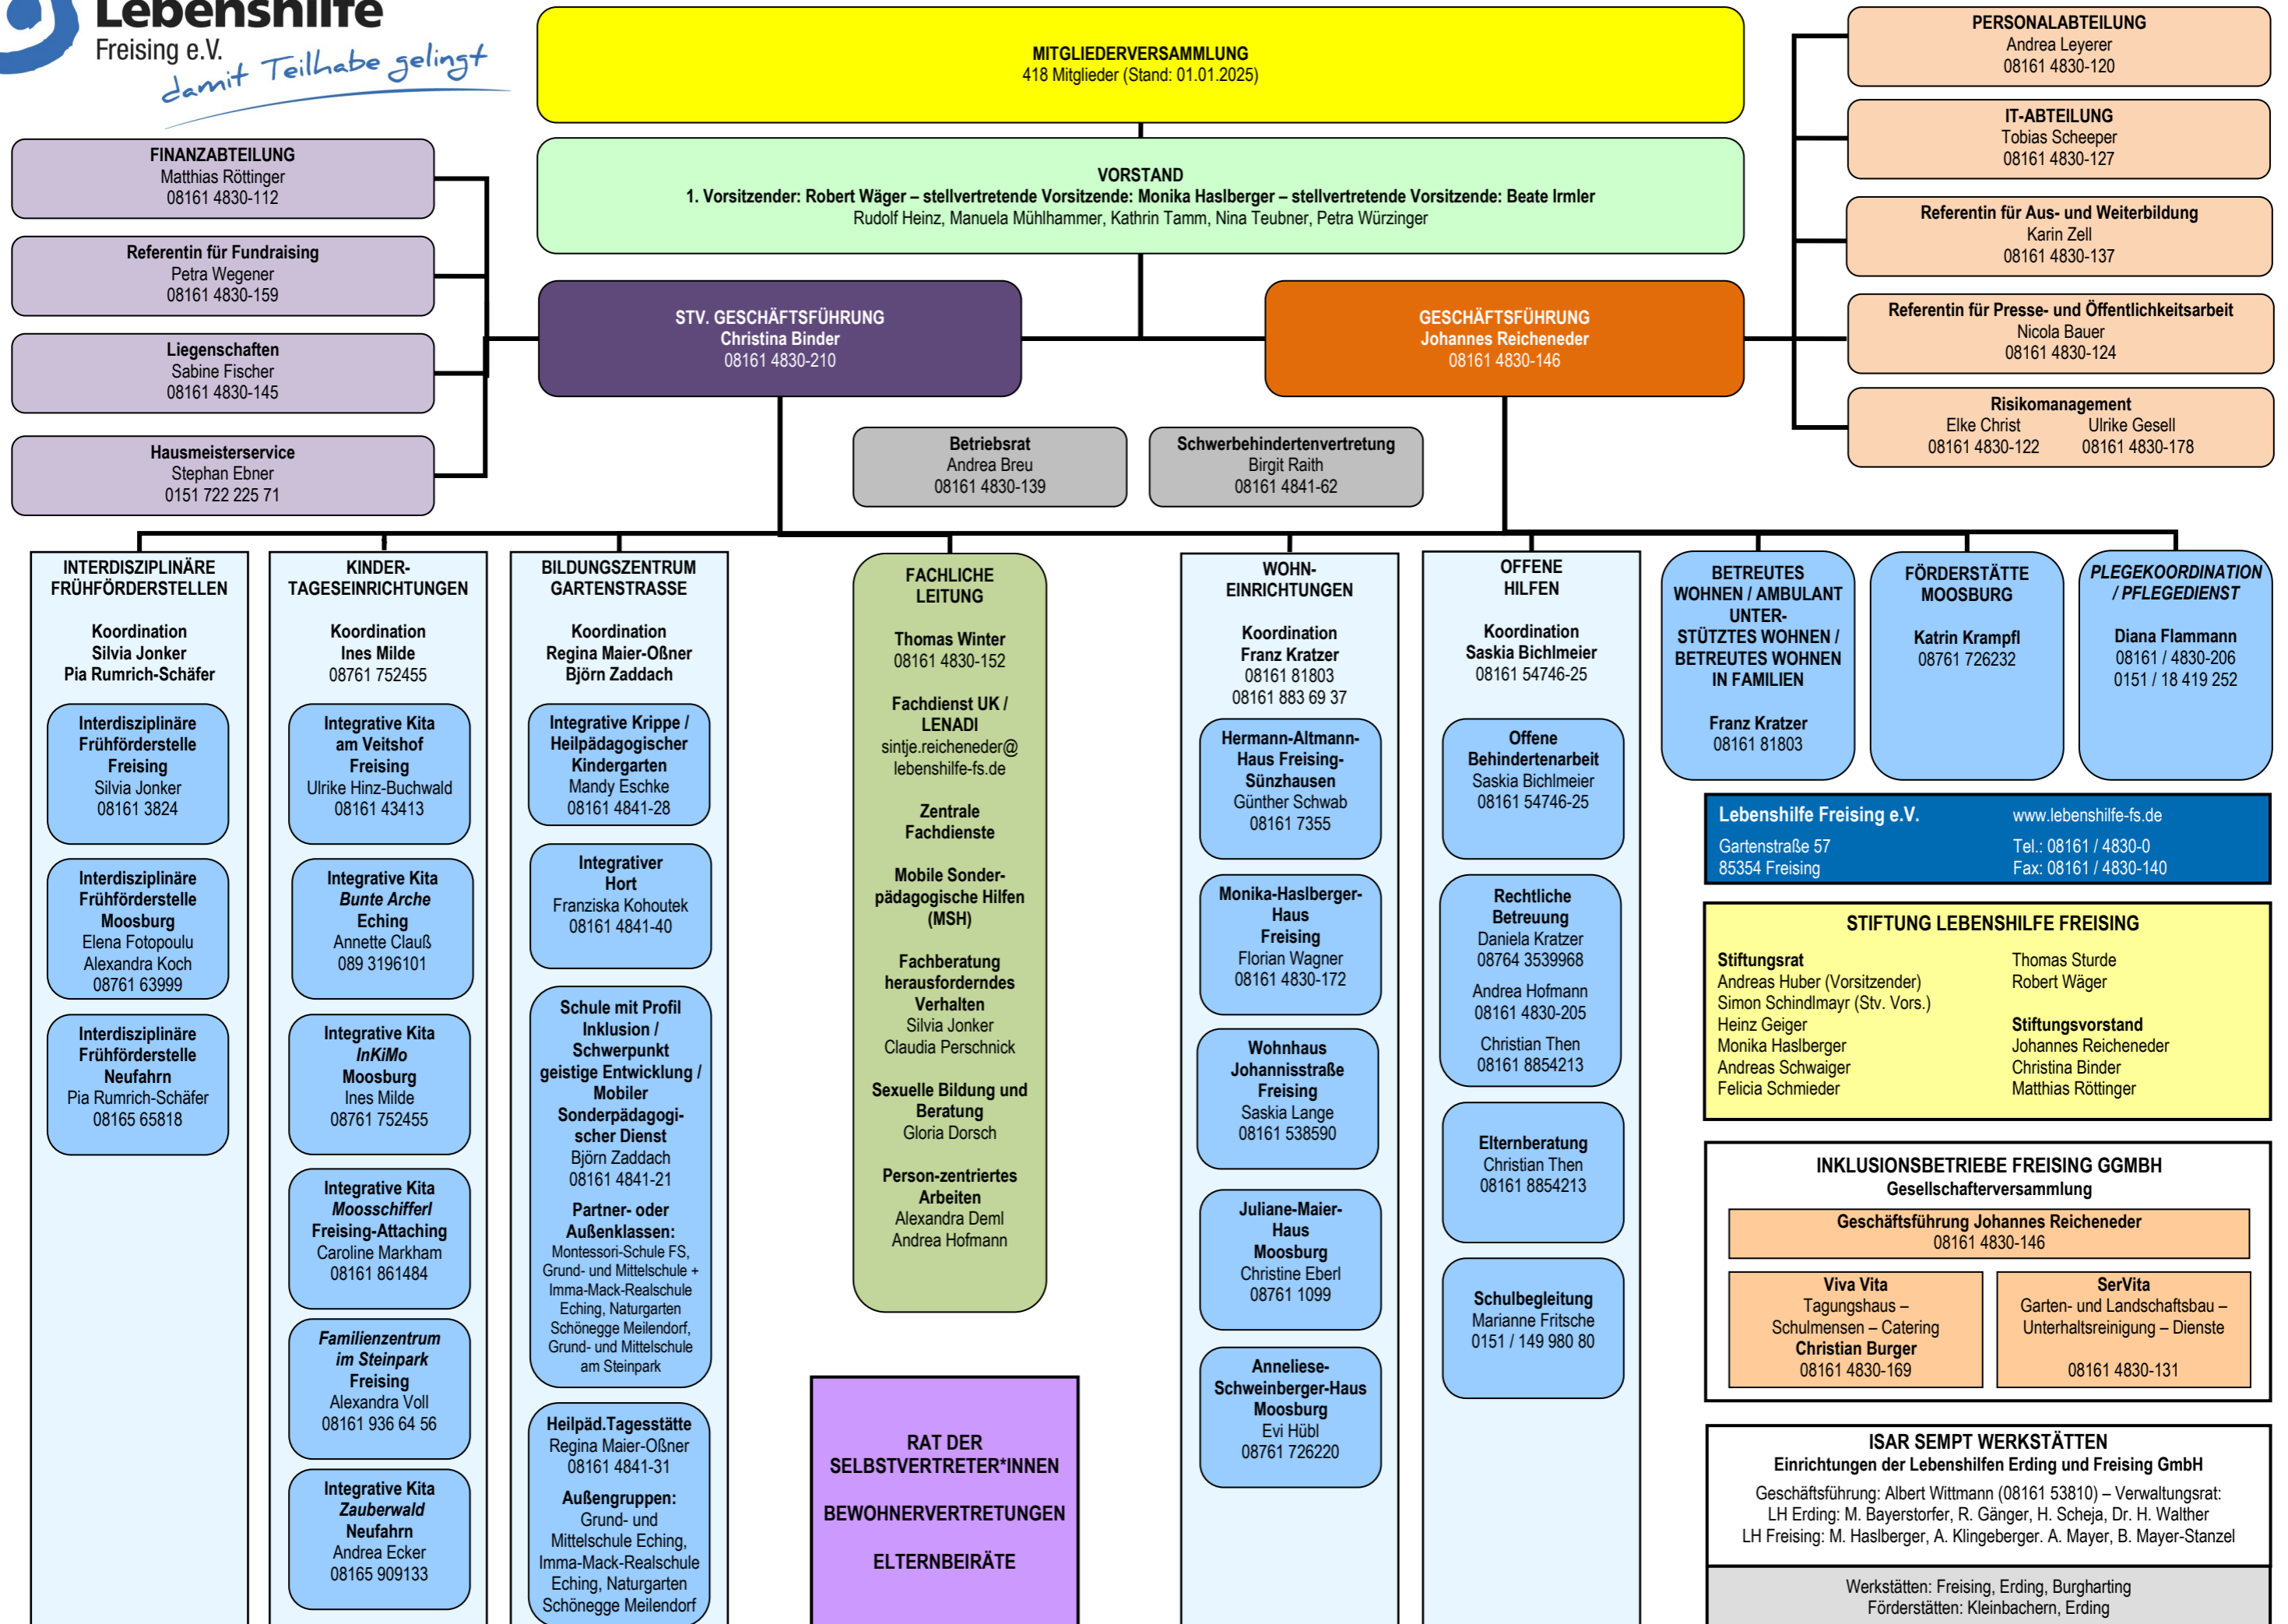 Lebenshilfe
Freising e.V.
damit Teilhabe gelingt
MITGLIEDERVERSAMMLUNG
418 Mitglieder (Stand: 01.01.2025)
VORSTAND
1. Vorsitzender: Robert Wäger – stellvertretende Vorsitzende: Monika Haslberger – stellvertretende Vorsitzende: Beate Irmler
Rudolf Heinz, Manuela Mühlhammer, Kathrin Tamm, Nina Teubner, Petra Würzinger
FINANZABTEILUNG
Matthias Röttinger
08161 4830-112
Referentin für Fundraising
Petra Wegener
08161 4830-159
Liegenschaften
Sabine Fischer
08161 4830-145
Hausmeisterservice
Stephan Ebner
0151 722 225 71
STV. GESCHÄFTSFÜHRUNG
Christina Binder
08161 4830-210
GESCHÄFTSFÜHRUNG
Johannes Reicheneder
08161 4830-146
PERSONALABTEILUNG
Andrea Leyerer
08161 4830-120
IT-ABTEILUNG
Tobias Scheeper
08161 4830-127
Referentin für Aus- und Weiterbildung
Karin Zell
08161 4830-137
Referentin für Presse- und Öffentlichkeitsarbeit
Nicola Bauer
08161 4830-124
Risikomanagement
Elke Christ Ulrike Gesell
08161 4830-122 08161 4830-178
Betriebsrat
Andrea Breu
08161 4830-139
Schwerbehindertenvertretung
Birgit Raith
08161 4841-62
INTERDISZIPLINÄRE
FRÜHFÖRDERSTELLEN
Koordination
Silvia Jonker
Pia Rumrich-Schäfer
Interdisziplinäre
Frühförderstelle
Freising
Silvia Jonker
08161 3824
Interdisziplinäre
Frühförderstelle
Moosburg
Elena Fotopoulu
Alexandra Koch
08761 63999
Interdisziplinäre
Frühförderstelle
Neufahrn
Pia Rumrich-Schäfer
08165 65818
KINDER-
TAGESEINRICHTUNGEN
Koordination
Ines Milde
08761 752455
Integrative Kita
am Veitshof
Freising
Ulrike Hinz-Buchwald
08161 43413
Integrative Kita
Bunte Arche
Eching
Annette Clauß
089 3196101
Integrative Kita
InKiMo
Moosburg
Ines Milde
08761 752455
Integrative Kita
Moosschifferl
Freising-Attaching
Caroline Markham
08161 861484
Familienzentrum
im Steinpark
Freising
Alexandra Voll
08161 936 64 56
Integrative Kita
Zauberwald
Neufahrn
Andrea Ecker
08165 909133
BILDUNGSZENTRUM
GARTENSTRASSE
Koordination
Regina Maier-Oßner
Björn Zaddach
Integrative Krippe /
Heilpädagogischer
Kindergarten
Mandy Eschke
08161 4841-28
Integrativer
Hort
Franziska Kohoutek
08161 4841-40
Schule mit Profil
Inklusion /
Schwerpunkt
geistige Entwicklung /
Mobiler
Sonderpädagogi-
scher Dienst
Björn Zaddach
08161 4841-21
Partner- oder
Außenklassen:
Montessori-Schule FS,
Grund- und Mittelschule +
Imma-Mack-Realschule
Eching, Naturgarten
Schönegge Meilendorf,
Grund- und Mittelschule
am Steinpark
Heilpäd.Tagesstätte
Regina Maier-Oßner
08161 4841-31
Außengruppen:
Grund- und
Mittelschule Eching,
Imma-Mack-Realschule
Eching, Naturgarten
Schönegge Meilendorf
FACHLICHE
LEITUNG
Thomas Winter
08161 4830-152
Fachdienst UK /
LENADI
sintje.reicheneder@
lebenshilfe-fs.de
Zentrale
Fachdienste
Mobile Sonder-
pädagogische Hilfen
(MSH)
Fachberatung
herausforderndes
Verhalten
Silvia Jonker
Claudia Perschnick
Sexuelle Bildung und
Beratung
Gloria Dorsch
Person-zentriertes
Arbeiten
Alexandra Deml
Andrea Hofmann
RAT DER
SELBSTVERTRETER*INNEN
BEWOHNERVERTRETUNGEN
ELTERNBEIRÄTE
WOHN-
EINRICHTUNGEN
Koordination
Franz Kratzer
08161 81803
08161 883 69 37
Hermann-Altmann-
Haus Freising-
Sünzhausen
Günther Schwab
08161 7355
Monika-Haslberger-
Haus
Freising
Florian Wagner
08161 4830-172
Wohnhaus
Johannisstraße
Freising
Saskia Lange
08161 538590
Juliane-Maier-
Haus
Moosburg
Christine Eberl
08761 1099
Anneliese-
Schweinberger-Haus
Moosburg
Evi Hübl
08761 726220
OFFENE
HILFEN
Koordination
Saskia Bichlmeier
08161 54746-25
Offene
Behindertenarbeit
Saskia Bichlmeier
08161 54746-25
Rechtliche
Betreuung
Daniela Kratzer
08764 3539968
Andrea Hofmann
08161 4830-205
Christian Then
08161 8854213
Elternberatung
Christian Then
08161 8854213
Schulbegleitung
Marianne Fritsche
0151 / 149 980 80
BETREUTES
WOHNEN / AMBULANT
UNTER-
STÜTZTES WOHNEN /
BETREUTES WOHNEN
IN FAMILIEN
Franz Kratzer
08161 81803
FÖRDERSTÄTTE
MOOSBURG
Katrin Krampfl
08761 726232
PLEGEKOORDINATION
/ PFLEGEDIENST
Diana Flammann
08161 / 4830-206
0151 / 18 419 252
Lebenshilfe Freising e.V. www.lebenshilfe-fs.de
Gartenstraße 57 Tel.: 08161 / 4830-0
85354 Freising Fax: 08161 / 4830-140
STIFTUNG LEBENSHILFE FREISING
Stiftungsrat
Andreas Huber (Vorsitzender)
Simon Schindlmayr (Stv. Vors.)
Heinz Geiger
Monika Haslberger
Andreas Schwaiger
Felicia Schmieder
Thomas Sturde
Robert Wäger
Stiftungsvorstand
Johannes Reicheneder
Christina Binder
Matthias Röttinger
INKLUSIONSBETRIEBE FREISING GGMBH
Gesellschafterversammlung
Geschäftsführung Johannes Reicheneder
08161 4830-146
Viva Vita
Tagungshaus –
Schulmensen – Catering
Christian Burger
08161 4830-169
SerVita
Garten- und Landschaftsbau –
Unterhaltsreinigung – Dienste
08161 4830-131
ISAR SEMPT WERKSTÄTTEN
Einrichtungen der Lebenshilfen Erding und Freising GmbH
Geschäftsführung: Albert Wittmann (08161 53810) – Verwaltungsrat:
LH Erding: M. Bayerstorfer, R. Gänger, H. Scheja, Dr. H. Walther
LH Freising: M. Haslberger, A. Klingeberger. A. Mayer, B. Mayer-Stanzel
Werkstätten: Freising, Erding, Burgharting
Förderstätten: Kleinbachern, Erding